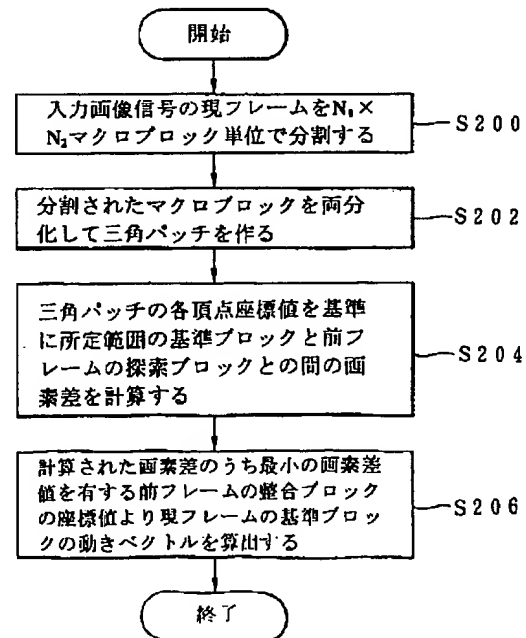 開始
入力画像信号の現フレームをN₁×
N₂マクロブロック単位で分割する
S200
分割されたマクロブロックを両分
化して三角パッチを作る
S202
三角パッチの各頂点座標値を基準
に所定範囲の基準ブロックと前フ
レームの探索ブロックとの間の画
素差を計算する
S204
計算された画素差のうち最小の画素差
値を有する前フレームの整合ブロック
の座標値より現フレームの基準ブロッ
クの動きベクトルを算出する
S206
終了